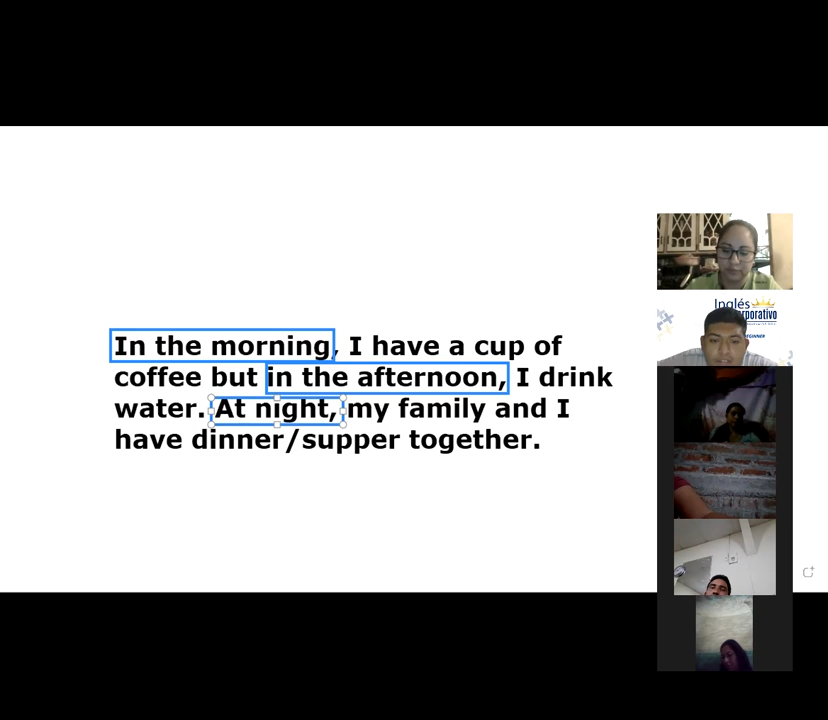 In the morning, I have a cup of
coffee but in the afternoon, I drink
water. At night, my family and I
have dinner/supper together.
Inglés